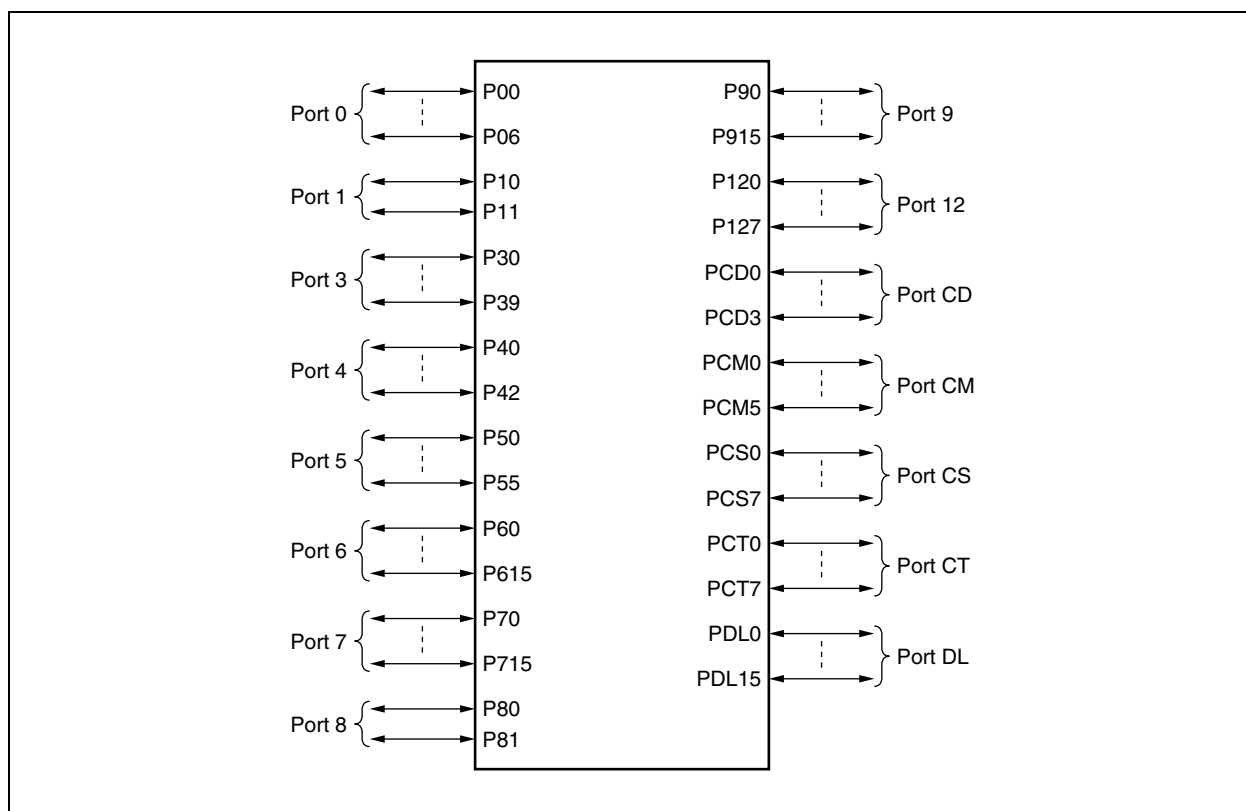 Port 0
P00
P06
Port 1
P10
P11
Port 3
P30
P39
Port 4
P40
P42
Port 5
P50
P55
Port 6
P60
P615
Port 7
P70
P715
Port 8
P80
P81
P90
P915
Port 9
P120
P127
Port 12
PCD0
PCD3
Port CD
PCM0
PCM5
Port CM
PCS0
PCS7
Port CS
PCT0
PCT7
Port CT
PDL0
PDL15
Port DL